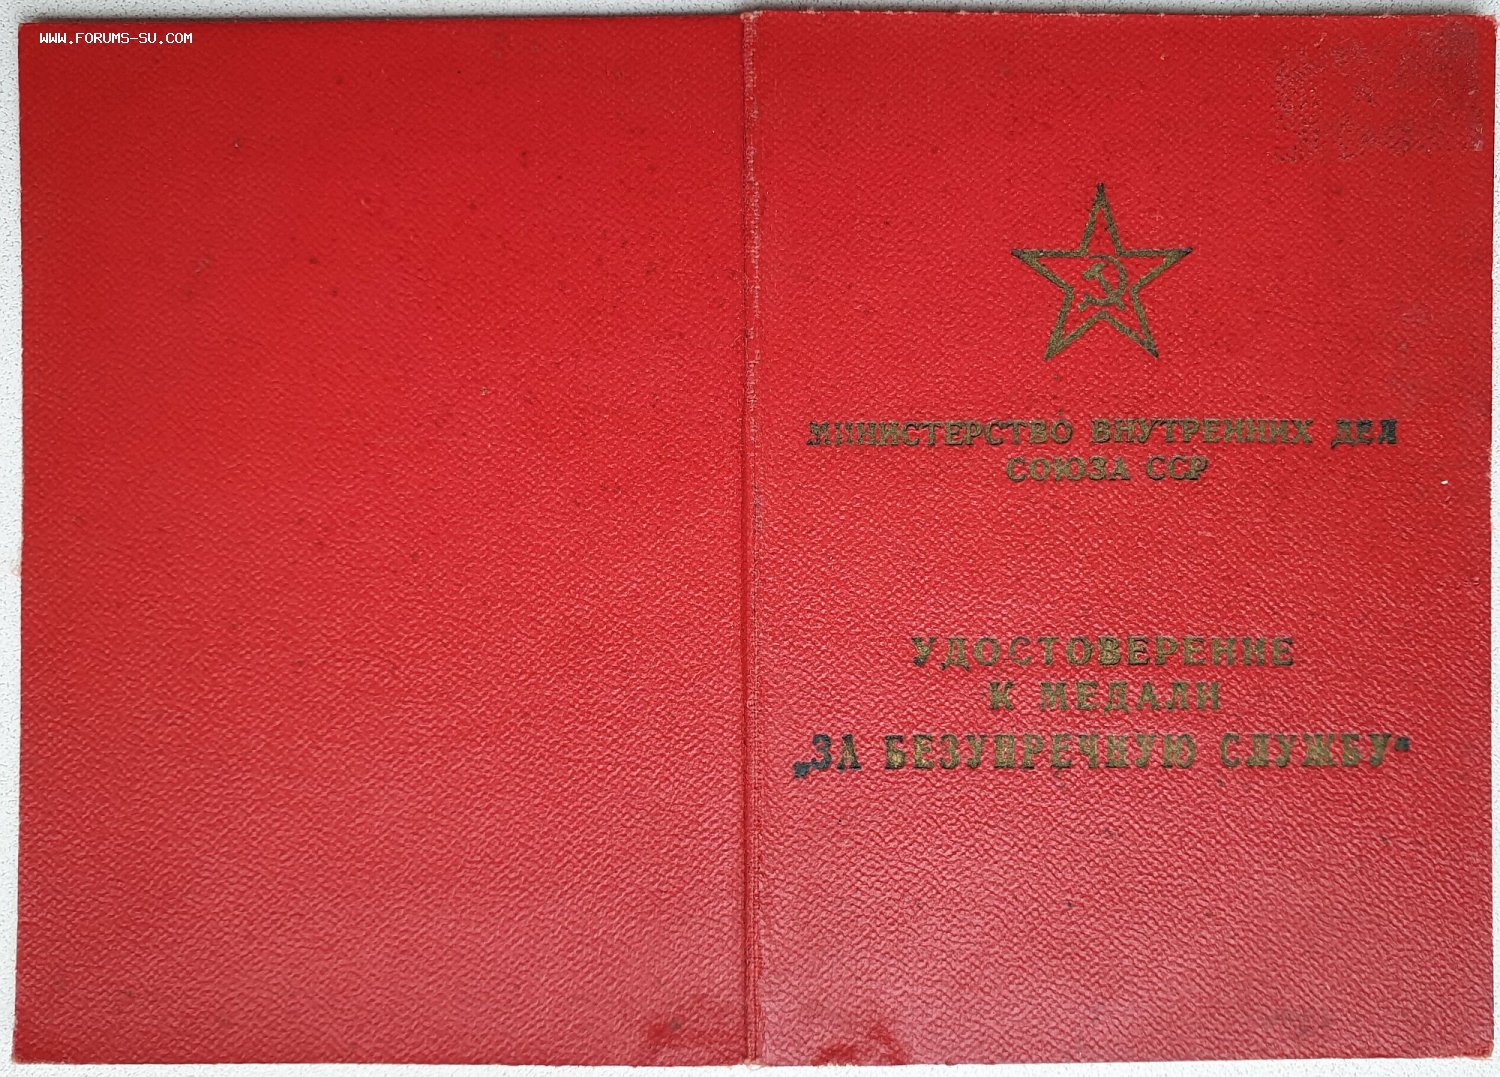 WWW.FORUMS-SU.COM
МИНИСТЕРСТВО ВНУТРЕННИХ ДЕЛ
СОЮЗА ССР
УДОСТОВЕРЕНИЕ
К МЕДАЛИ
„ЗА БЕЗУПРЕЧНУЮ СЛУЖБУ“